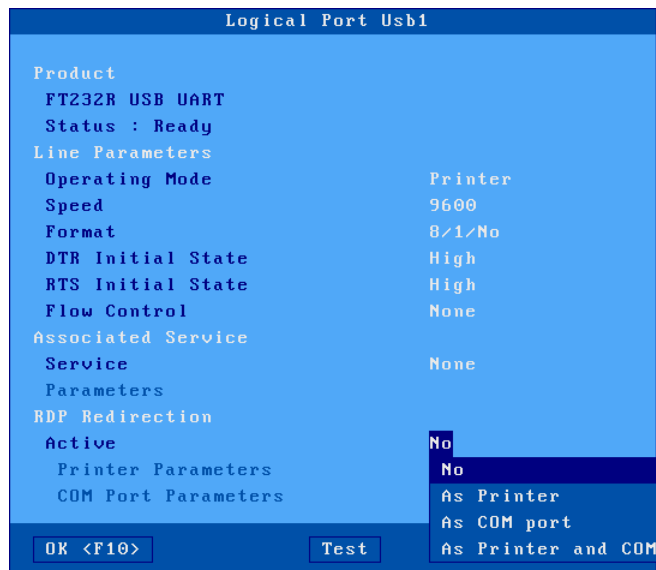 Logical Port Usb1
Product
FT232R USB UART
Status : Ready
Line Parameters
Operating Mode Printer
Speed 9600
Format 8/1/No
DTR Initial State High
RTS Initial State High
Flow Control None
Associated Service
Service None
Parameters
RDP Redirection
Active No
Printer Parameters No
COM Port Parameters As Printer
As COM port
OK <F10> Test As Printer and COM